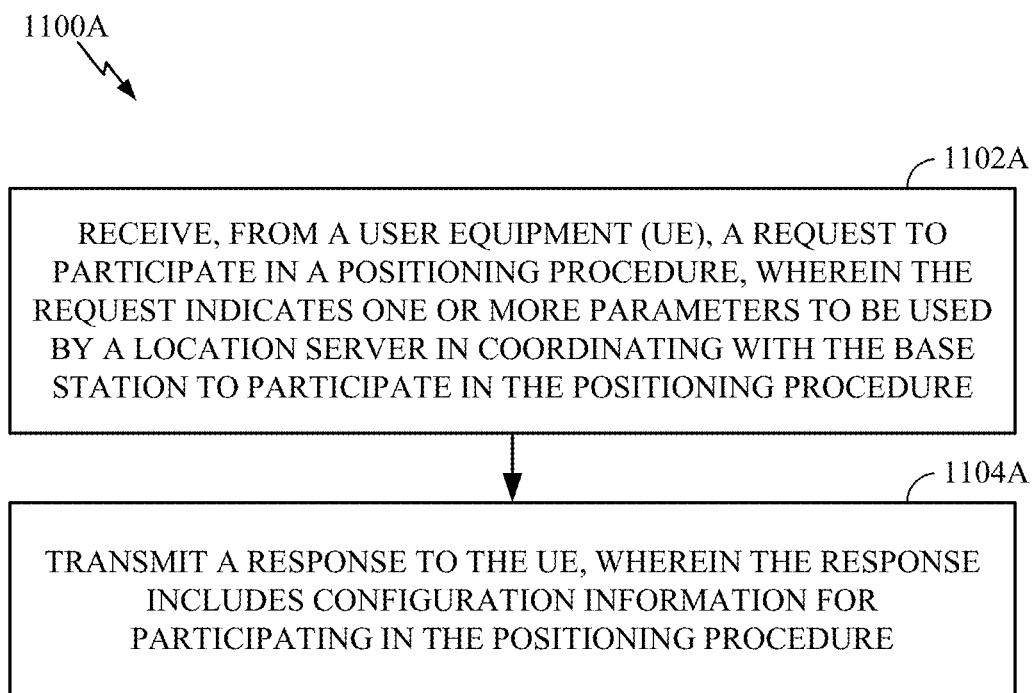 1100A
1102A
RECEIVE, FROM A USER EQUIPMENT (UE), A REQUEST TO
PARTICIPATE IN A POSITIONING PROCEDURE, WHEREIN THE
REQUEST INDICATES ONE OR MORE PARAMETERS TO BE USED
BY A LOCATION SERVER IN COORDINATING WITH THE BASE
STATION TO PARTICIPATE IN THE POSITIONING PROCEDURE
1104A
TRANSMIT A RESPONSE TO THE UE, WHEREIN THE RESPONSE
INCLUDES CONFIGURATION INFORMATION FOR
PARTICIPATING IN THE POSITIONING PROCEDURE